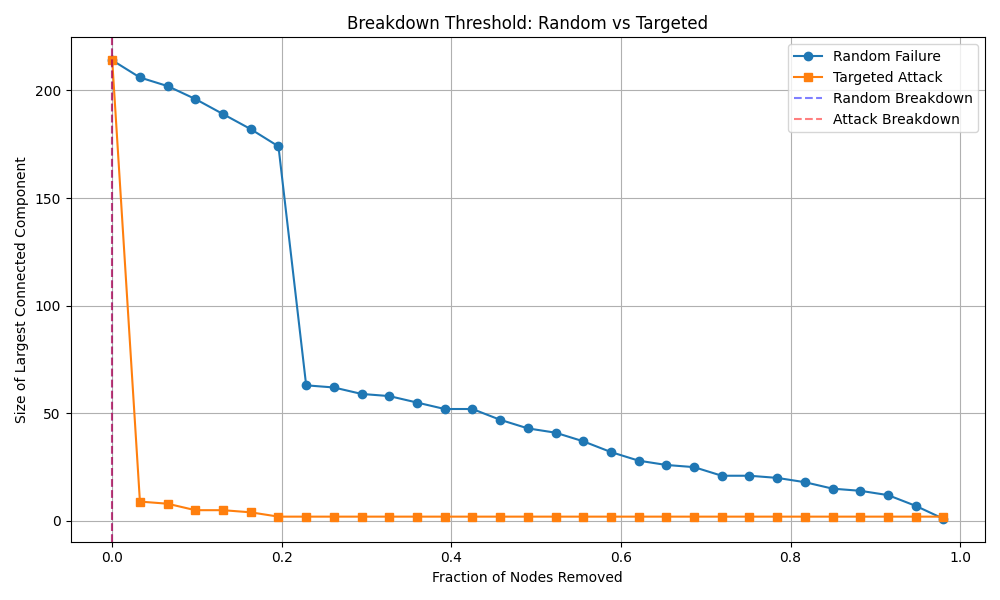 Breakdown Threshold: Random vs Targeted
Random Failure
Targeted Attack
Random Breakdown
Attack Breakdown
Size of Largest Connected Component
200
150
100
50
0
0.0 0.2 0.4 0.6 0.8 1.0
Fraction of Nodes Removed